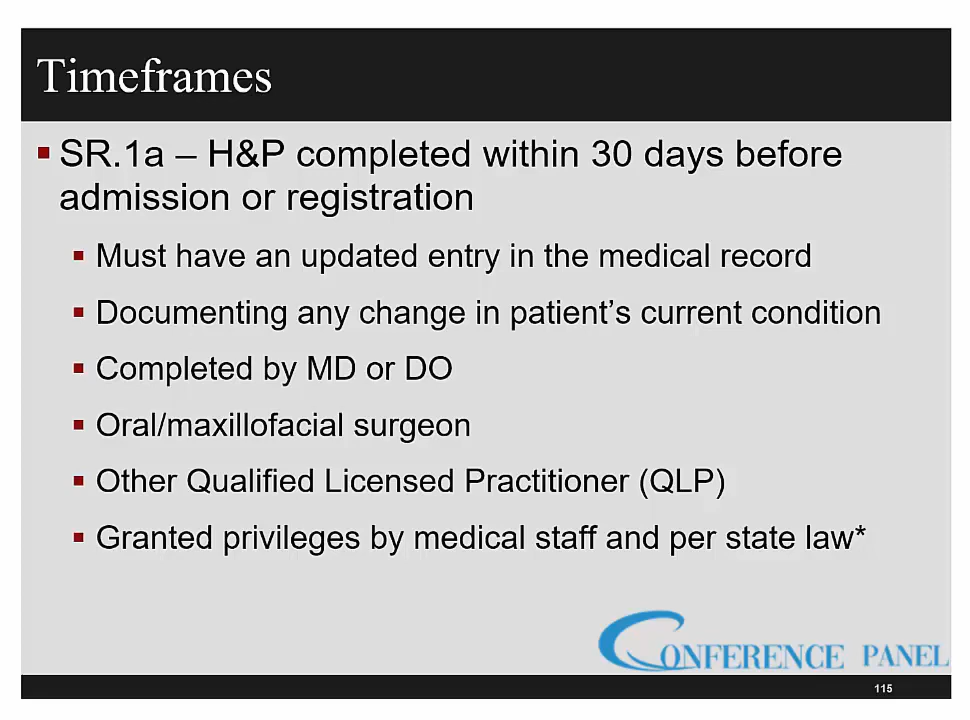 Timeframes
SR.1a – H&P completed within 30 days before
admission or registration
Must have an updated entry in the medical record
Documenting any change in patient’s current condition
Completed by MD or DO
Oral/maxillofacial surgeon
Other Qualified Licensed Practitioner (QLP)
Granted privileges by medical staff and per state law*
CONFERENCE PANEL
115